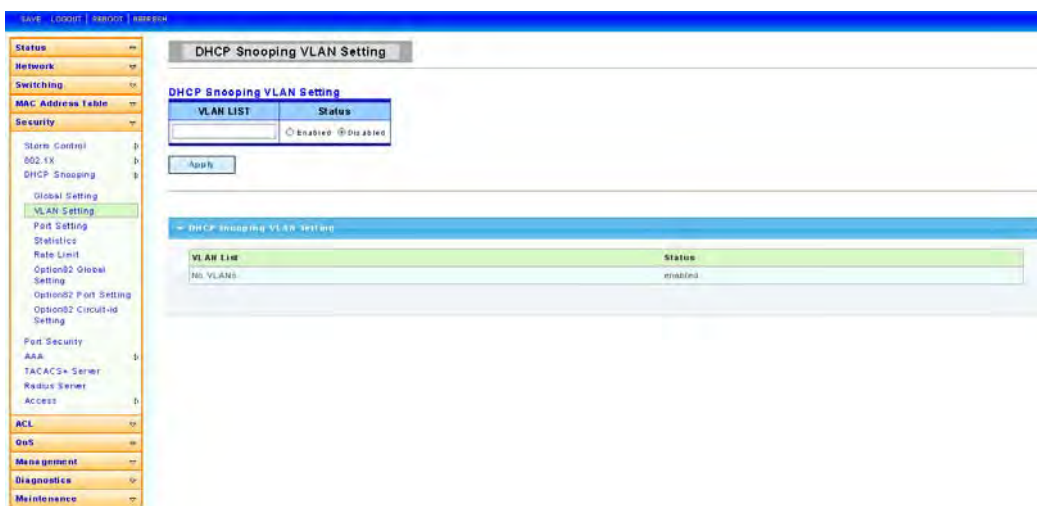 SAVE LOGOUT | REBOOT | REFRESH
Status
Network
Switching
MAC Address Table
Security
Storm Control
802.1X
DHCP Snooping
Global Setting
VLAN Setting
Port Setting
Statistics
Rate Limit
Option82 Global
Setting
Option82 Port Setting
Option82 Circuit-id
Setting
Port Security
AAA
TACACS+ Server
Radius Server
Access
ACL
QoS
Management
Diagnostics
Maintenance
DHCP Snooping VLAN Setting
DHCP Snooping VLAN Setting
VLAN LIST Status
Enabled Disabled
Apply
DHCP Snooping VLAN Setting
VLAN List Status
No VLANs enabled